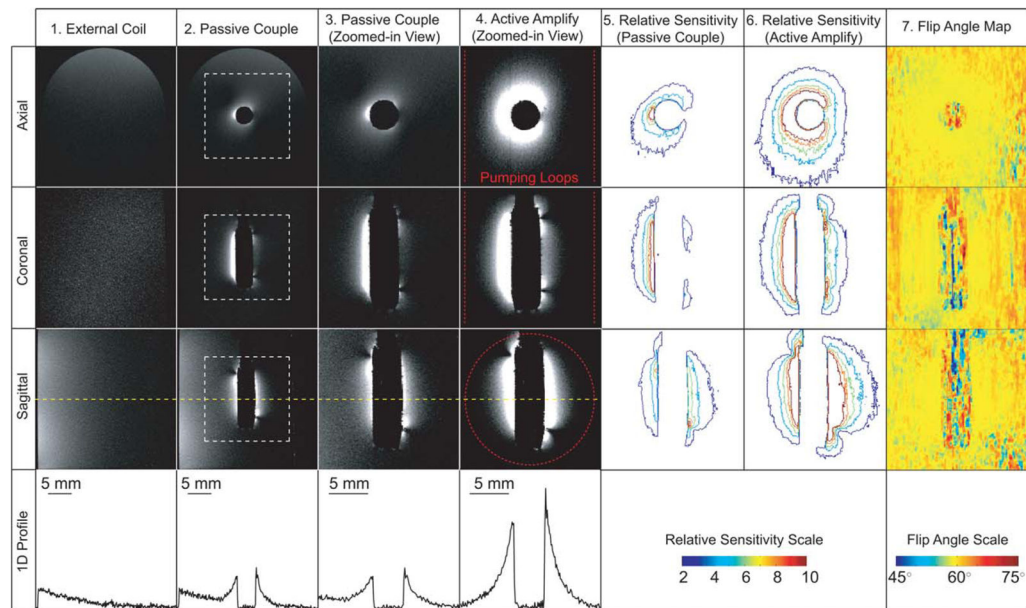 1. External Coil
2. Passive Couple
3. Passive Couple
(Zoomed-in View)
4. Active Amplify
(Zoomed-in View)
5. Relative Sensitivity
(Passive Couple)
6. Relative Sensitivity
(Active Amplify)
7. Flip Angle Map
Axial
Pumping Loops
Coronal
Sagittal
1D Profile
5 mm
5 mm
5 mm
5 mm
Relative Sensitivity Scale
2 4 6 8 10
Flip Angle Scale
45° 60° 75°